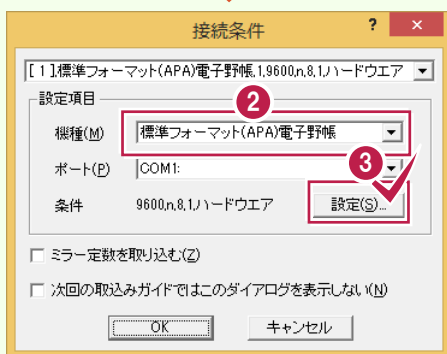 接続条件 ? ×
[ 1 ],標準フォーマット(APA)電子野帳,1,9600,n,8,1,ハードウエア
設定項目
2
機種(M) 標準フォーマット(APA)電子野帳
3
ポート(P) COM1:
条件 9600,n,8,1,ハードウエア 設定(S)...
ミラー定数を取り込む(Z)
次回の取込みガイドではこのダイアログを表示しない(N)
OK キャンセル